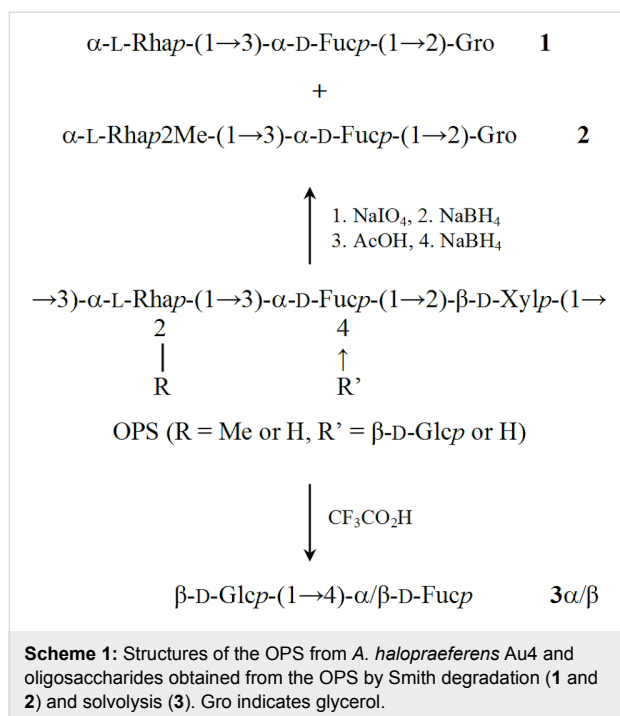 α-L-Rhap-(1→3)-α-D-Fucp-(1→2)-Gro 1
+
α-L-Rhap2Me-(1→3)-α-D-Fucp-(1→2)-Gro 2
1. NaIO₄, 2. NaBH₄
3. AcOH, 4. NaBH₄
→3)-α-L-Rhap-(1→3)-α-D-Fucp-(1→2)-β-D-Xylp-(1→
2 4
| ↑
R R’
OPS (R = Me or H, R’ = β-D-Glcp or H)
CF₃CO₂H
β-D-Glcp-(1→4)-α/β-D-Fucp 3α/β
Scheme 1: Structures of the OPS from A. halopraeferens Au4 and
oligosaccharides obtained from the OPS by Smith degradation (1 and
2) and solvolysis (3). Gro indicates glycerol.